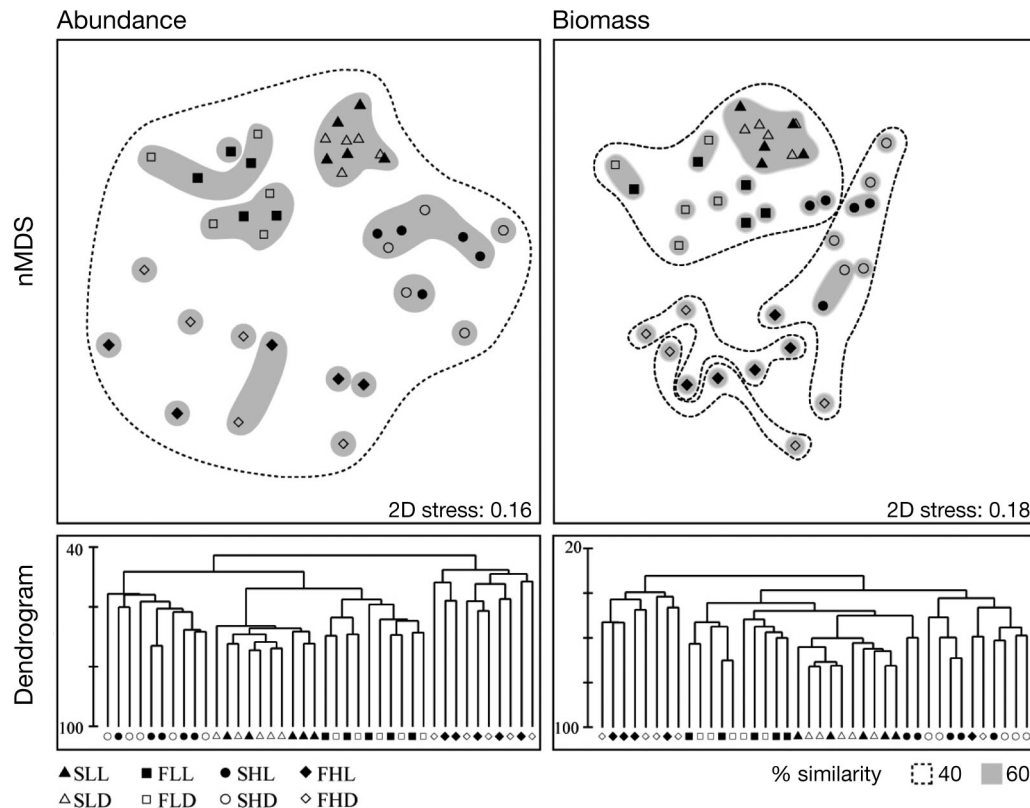 Abundance
Biomass
nMDS
2D stress: 0.16
2D stress: 0.18
Dendrogram
40
100
20
100
SLL FLL SHL FHL
SLD FLD SHD FHD
% similarity 40 60